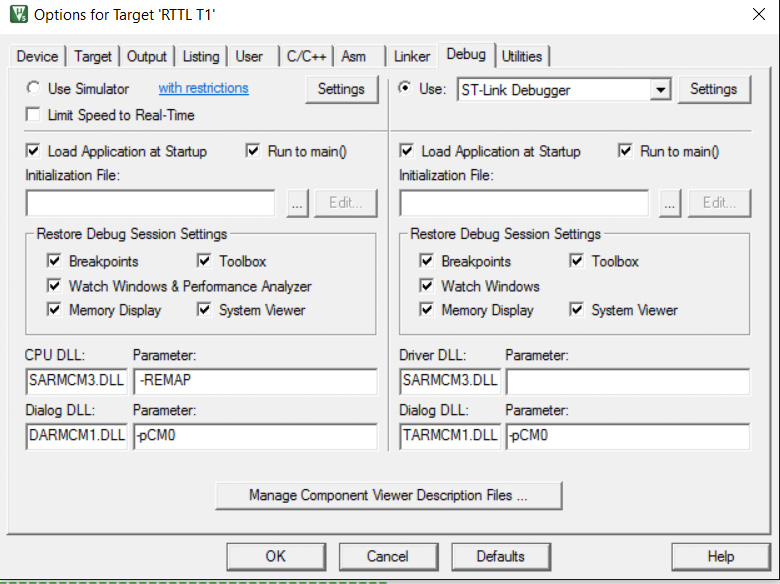 Options for Target 'RTTL T1'
Device Target Output Listing User C/C++ Asm Linker Debug Utilities
Use Simulator with restrictions Settings Use: ST-Link Debugger Settings
Limit Speed to Real-Time
Load Application at Startup Run to main() Load Application at Startup Run to main()
Initialization File: Initialization File:
... Edit... ... Edit...
Restore Debug Session Settings Restore Debug Session Settings
Breakpoints Toolbox Breakpoints Toolbox
Watch Windows & Performance Analyzer Watch Windows
Memory Display System Viewer Memory Display System Viewer
CPU DLL: Parameter: Driver DLL: Parameter:
SARMCM3.DLL -REMAP SARMCM3.DLL
Dialog DLL: Parameter: Dialog DLL: Parameter:
DARMCM1.DLL -pCM0 TARMCM1.DLL -pCM0
Manage Component Viewer Description Files ...
OK Cancel Defaults Help